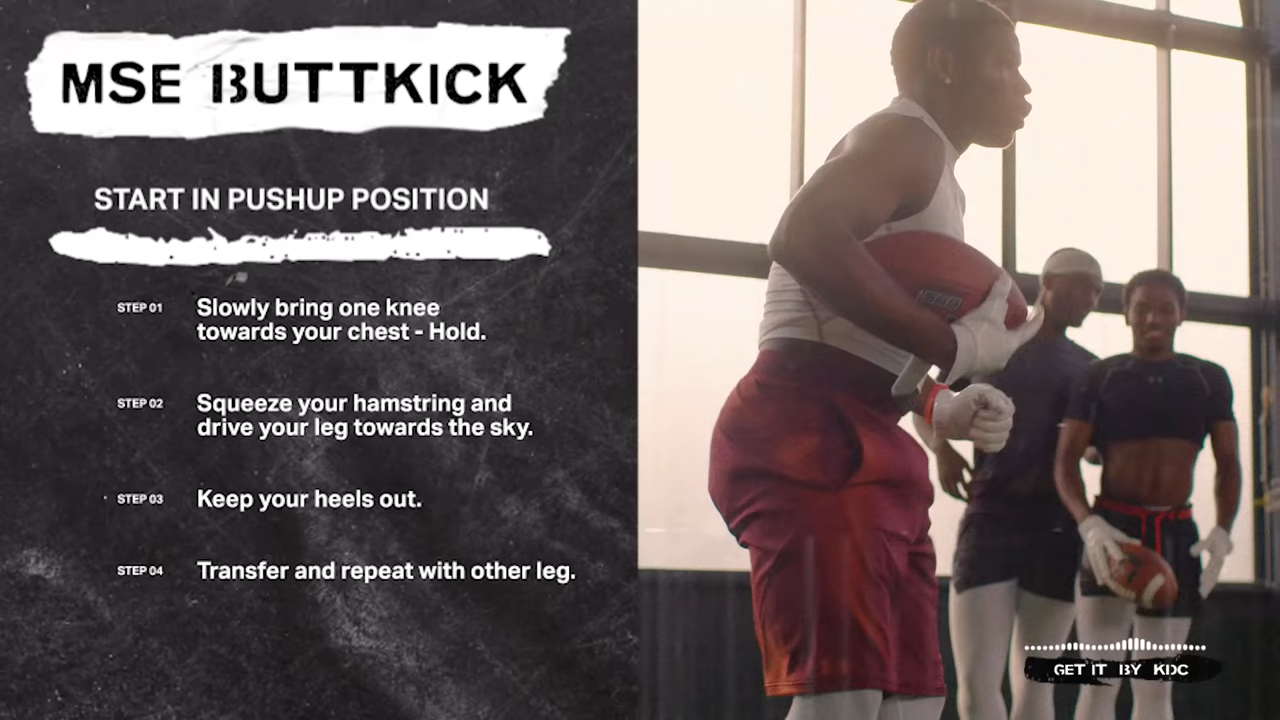 MSE BUTTKICK
START IN PUSHUP POSITION
STEP 01
Slowly bring one knee
towards your chest - Hold.
STEP 02
Squeeze your hamstring and
drive your leg towards the sky.
STEP 03
Keep your heels out.
STEP 04
Transfer and repeat with other leg.
GET IT BY KDC